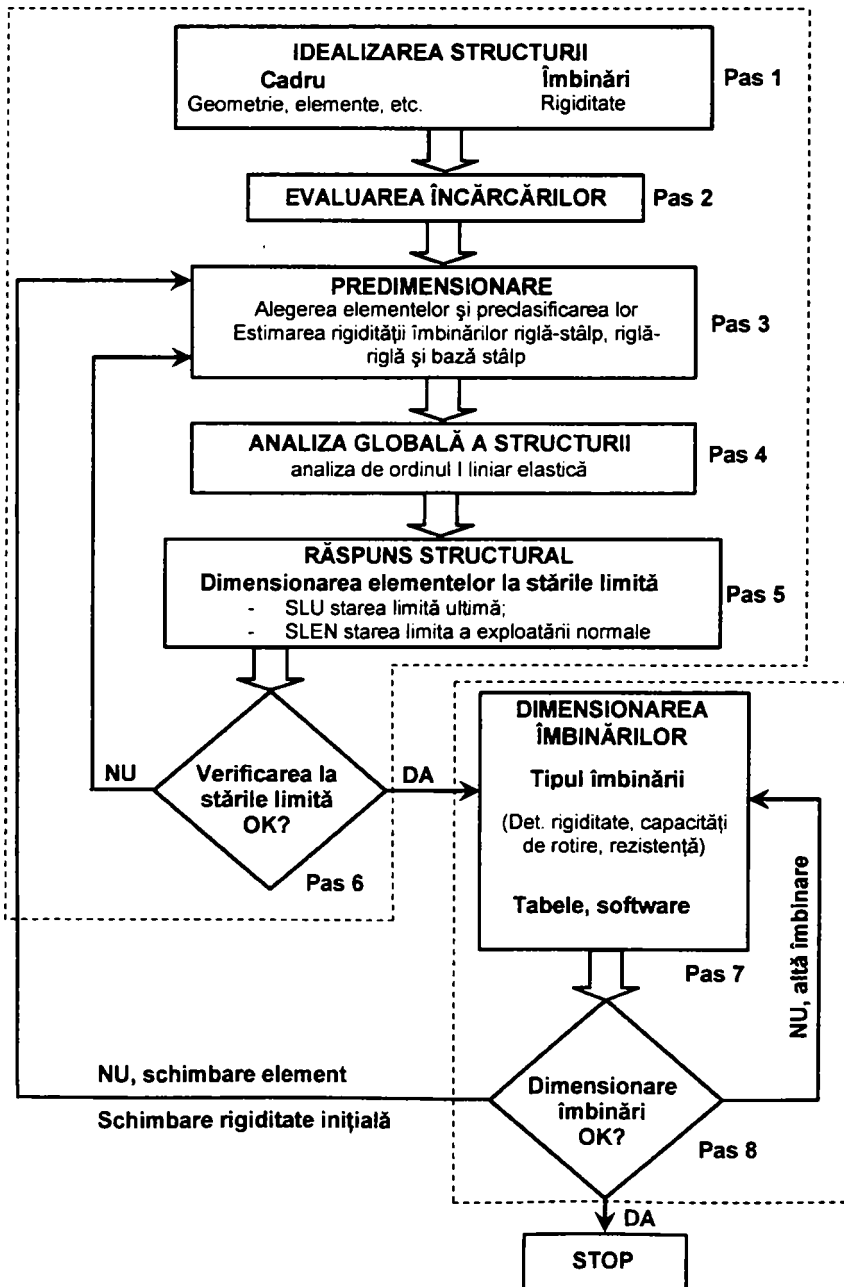 IDEALIZAREA STRUCTURII
Cadru Îmbinări
Geometrie, elemente, etc. Rigiditate
Pas 1
EVALUAREA ÎNCĂRCĂRILOR
Pas 2
PREDIMENSIONARE
Alegerea elementelor şi preclasificarea lor
Estimarea rigidităţii îmbinărilor riglă-stâlp, riglă-
riglă şi bază stâlp
Pas 3
ANALIZA GLOBALĂ A STRUCTURII
analiza de ordinul I liniar elastică
Pas 4
RĂSPUNS STRUCTURAL
Dimensionarea elementelor la stările limită
- SLU starea limită ultimă;
- SLEN starea limita a exploatării normale
Pas 5
NU
Verificarea la
stările limită
OK?
DA
Pas 6
DIMENSIONAREA
ÎMBINĂRILOR
Tipul îmbinării
(Det. rigiditate, capacităţi
de rotire, rezistenţă)
Tabele, software
Pas 7
NU, altă îmbinare
NU, schimbare element
Schimbare rigiditate iniţială
Dimensionare
îmbinări
OK?
Pas 8
DA
STOP